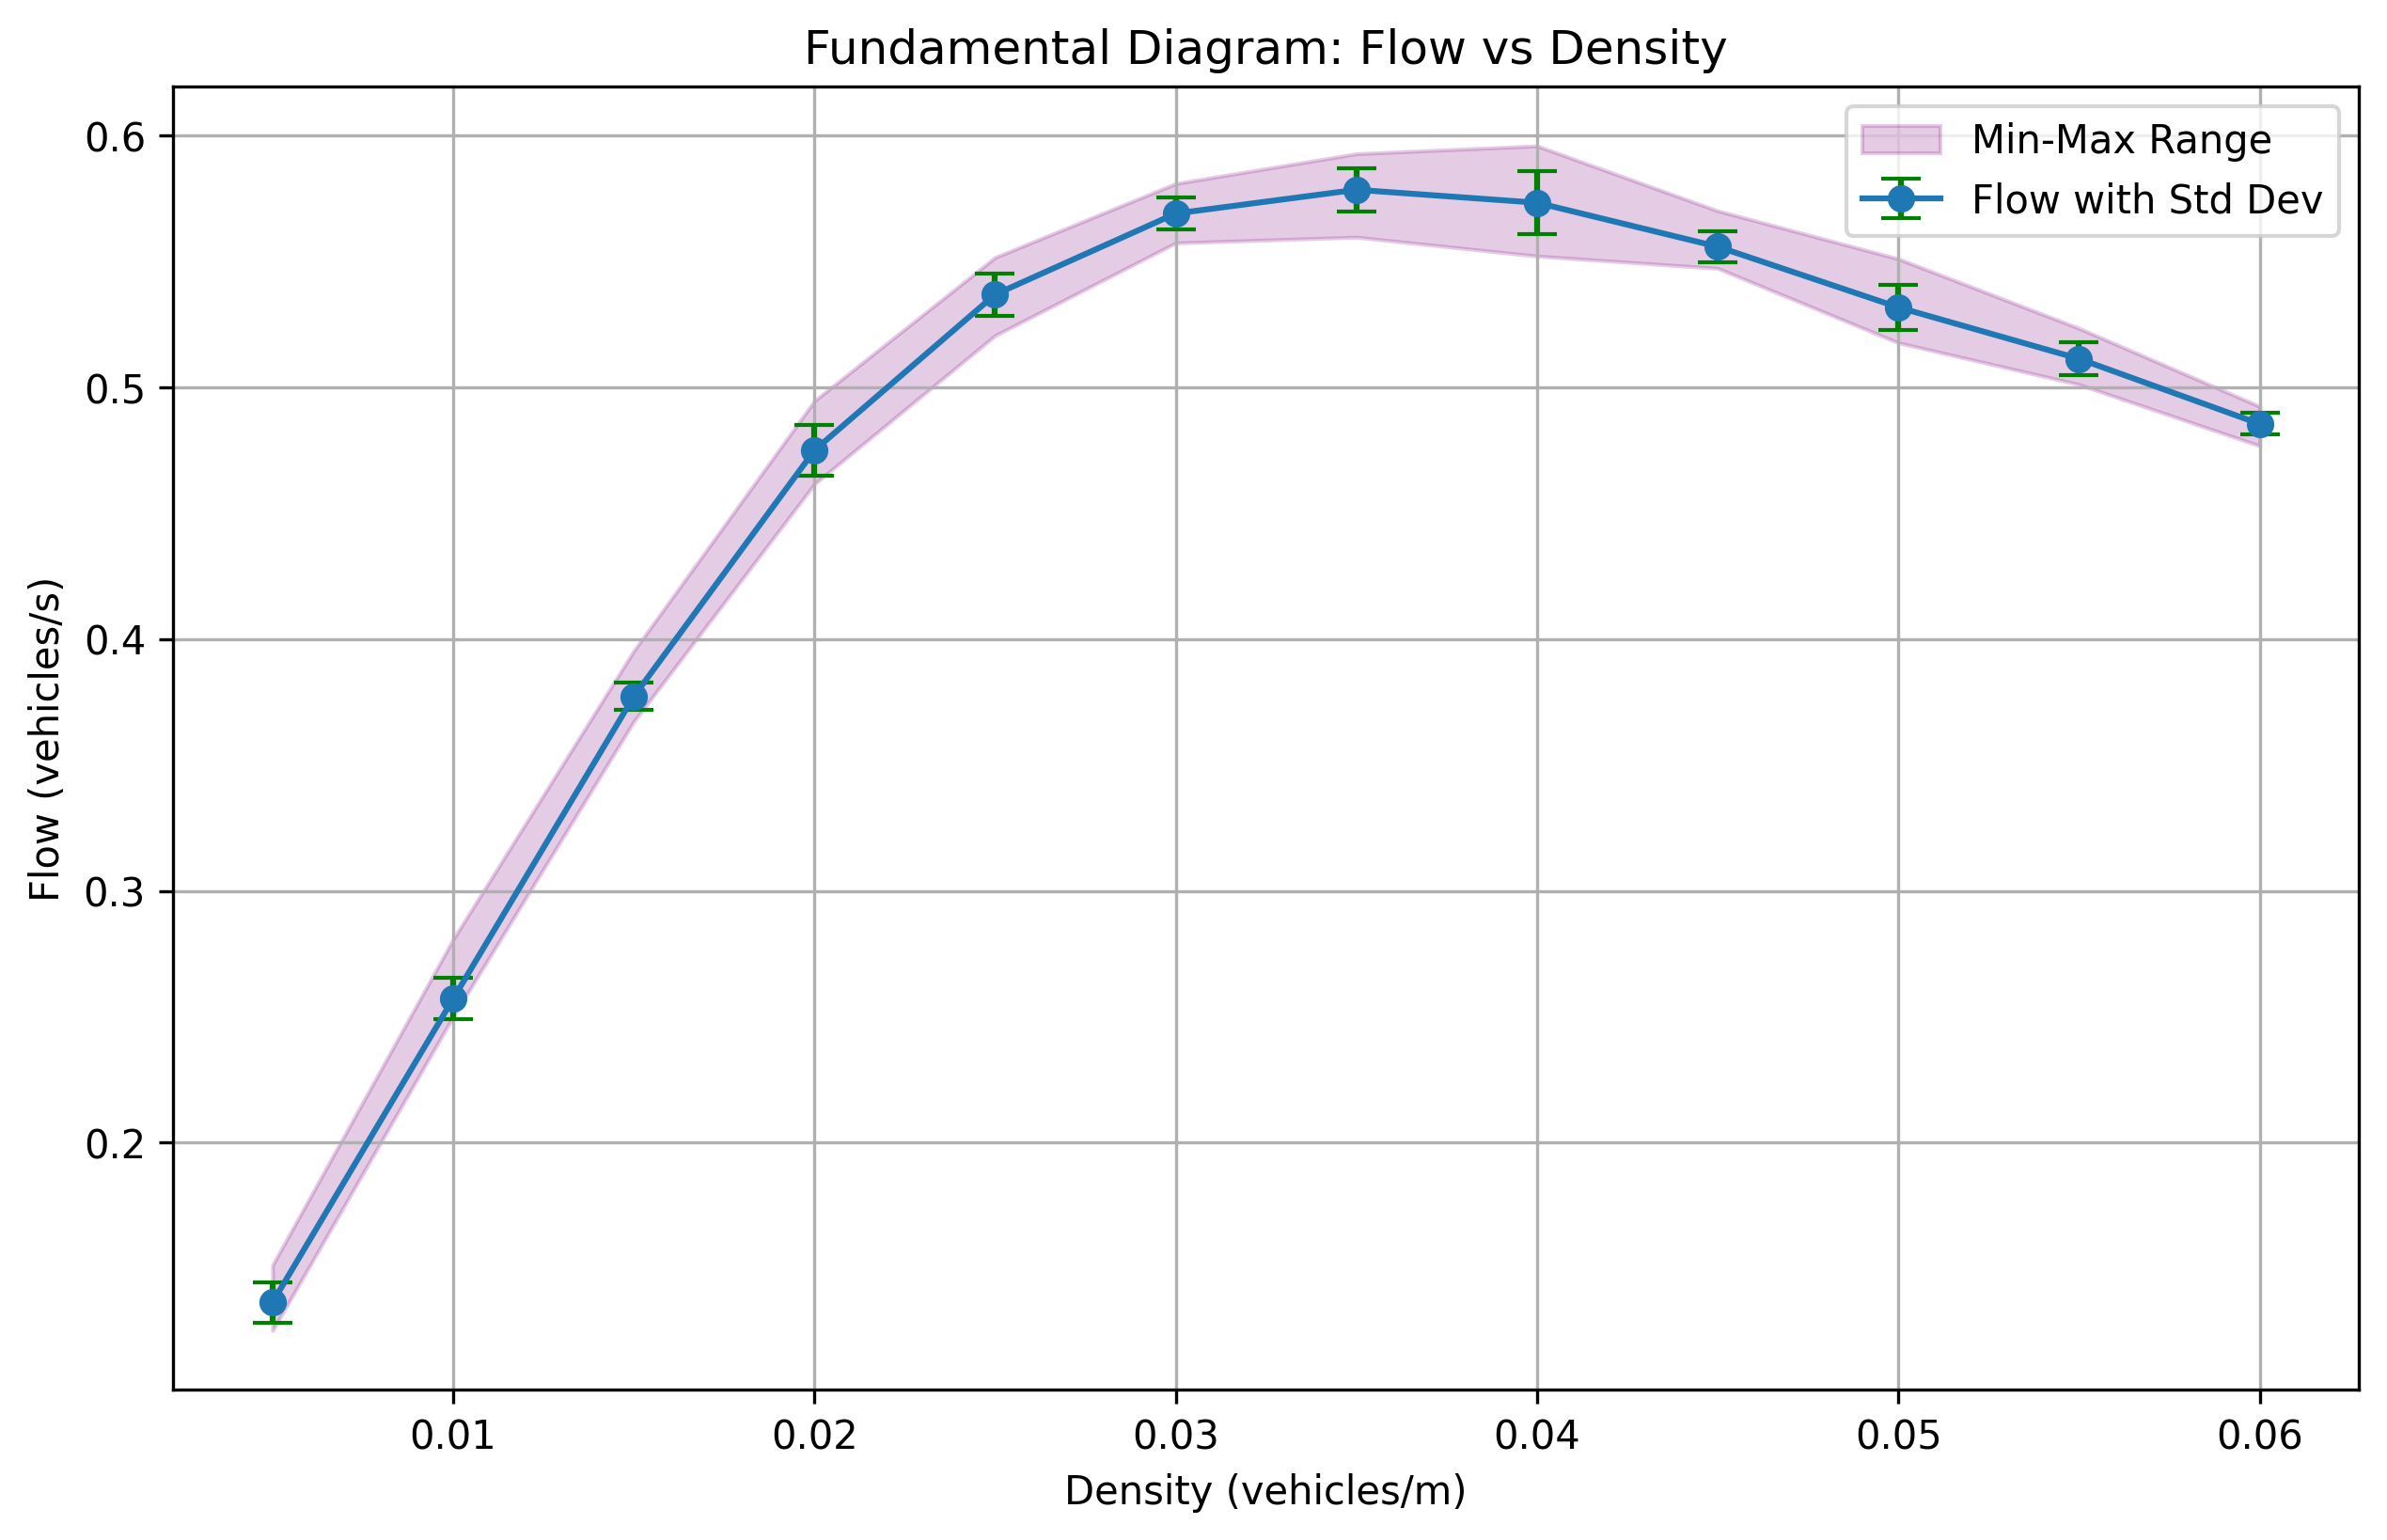 Fundamental Diagram: Flow vs Density
Min-Max Range
Flow with Std Dev
Flow (vehicles/s)
0.6
0.5
0.4
0.3
0.2
0.01 0.02 0.03 0.04 0.05 0.06
Density (vehicles/m)